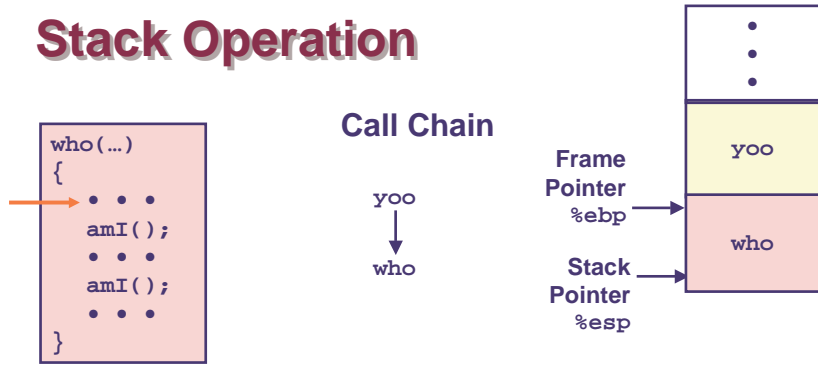 Stack Operation
who(…)
{
• • •
amI();
• • •
amI();
• • •
}
Call Chain
yoo
who
Frame
Pointer
%ebp
Stack
Pointer
%esp
•
•
•
yoo
who